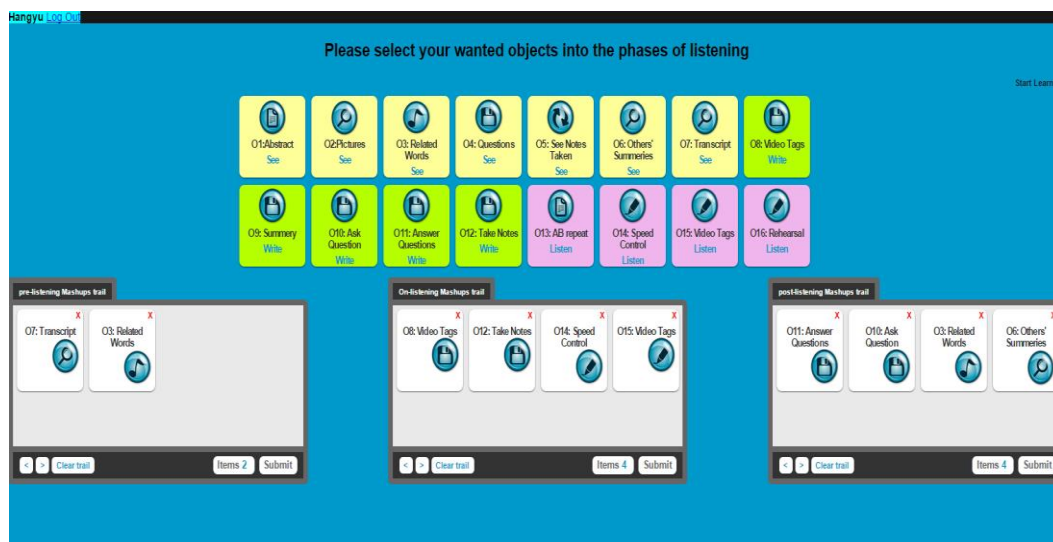 Hangyu Log Out
Please select your wanted objects into the phases of listening
Start Learn
O1:Abstract
See
O2Pictures
See
O3: Related
Words
See
O4: Questions
See
O5: See Notes
Taken
See
O6: Others'
Summeries
See
O7: Transcript
See
O8: Video Tags
Write
O9: Summery
Write
O10: Ask
Question
Write
O11: Answer
Questions
Write
O12: Take Notes
Write
O13: AB repeat
Listen
O14: Speed
Control
Listen
O15: Video Tags
Listen
O16: Rehearsal
Listen
pre-listening Mashups trail
X
O7: Transcript
X
O3: Related
Words
< > Clear trail Items 2 Submit
On-listening Mashups trail
X
O8: Video Tags
X
O12: Take Notes
X
O14: Speed
Control
X
O15: Video Tags
< > Clear trail Items 4 Submit
post-listening Mashups trail
X
O11: Answer
Questions
X
O10: Ask
Question
X
O3: Related
Words
X
O6: Others'
Summeries
< > Clear trail Items 4 Submit